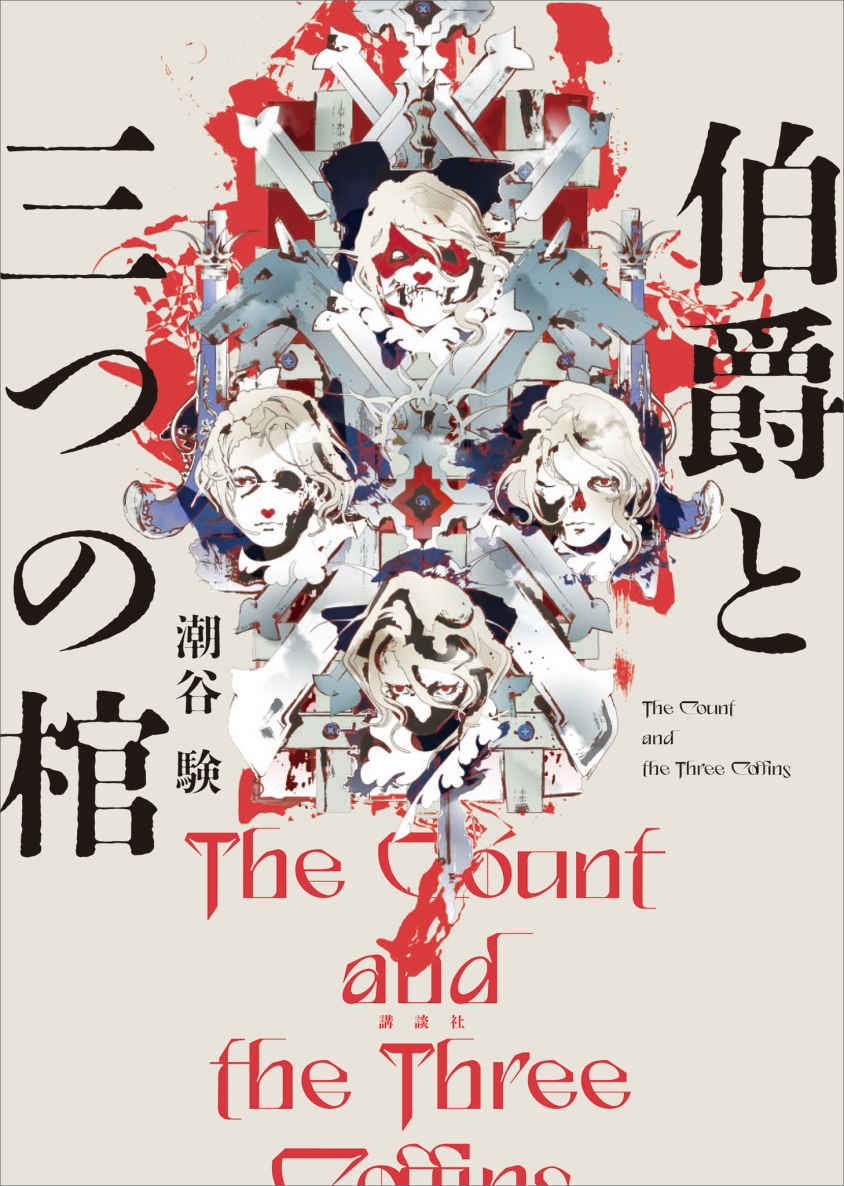 伯爵と
三つの棺
潮谷 験
The Count
and
the Three Coffins
The Count
and
講談社
the Three
Coffins